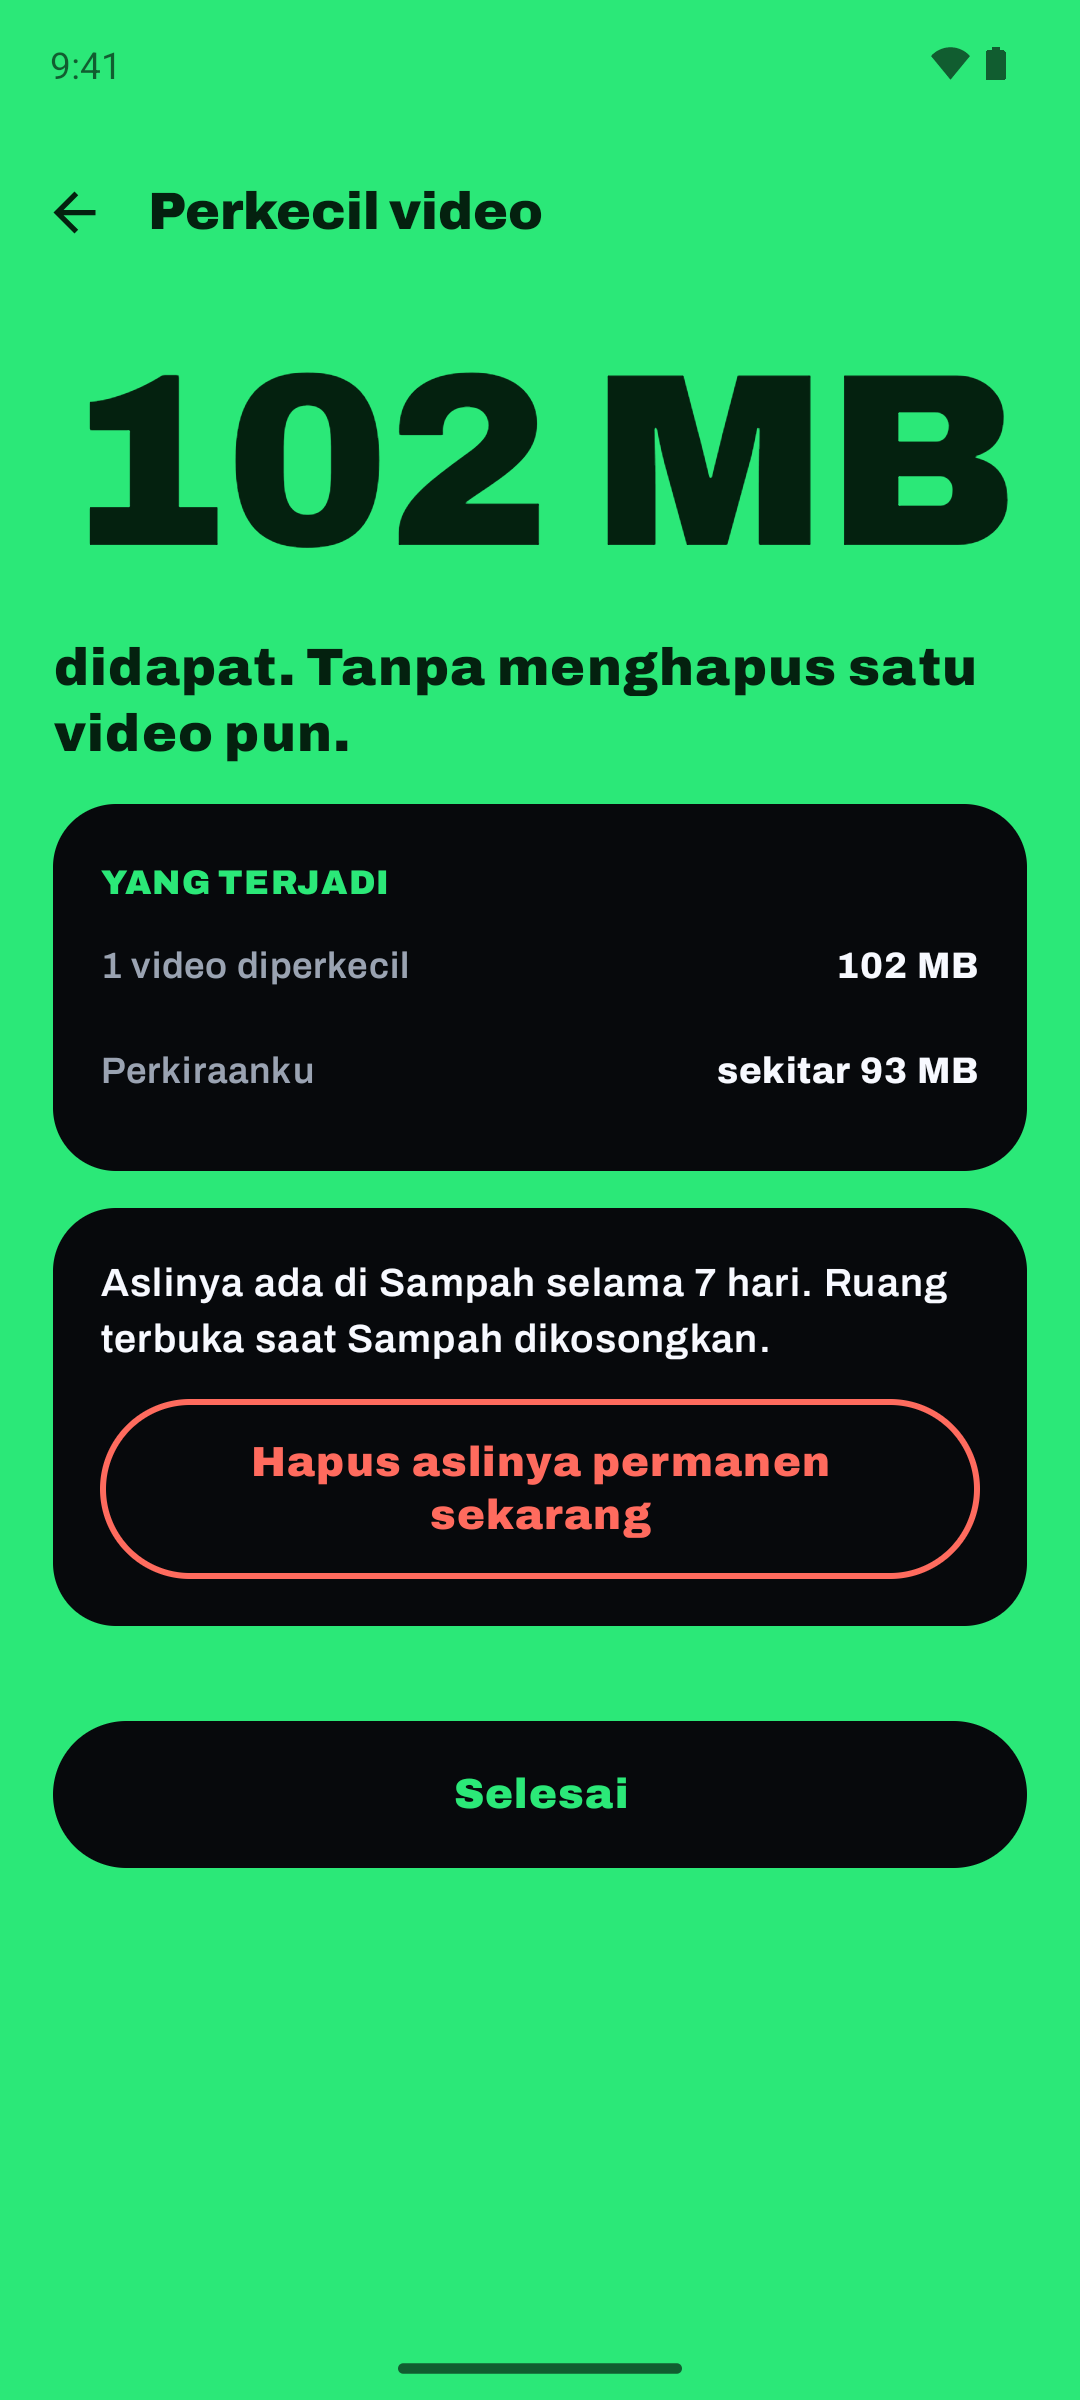 9:41
Perkecil video
102 MB
didapat. Tanpa menghapus satu
video pun.
YANG TERJADI
1 video diperkecil 102 MB
Perkiraanku sekitar 93 MB
Aslinya ada di Sampah selama 7 hari. Ruang
terbuka saat Sampah dikosongkan.
Hapus aslinya permanen
sekarang
Selesai